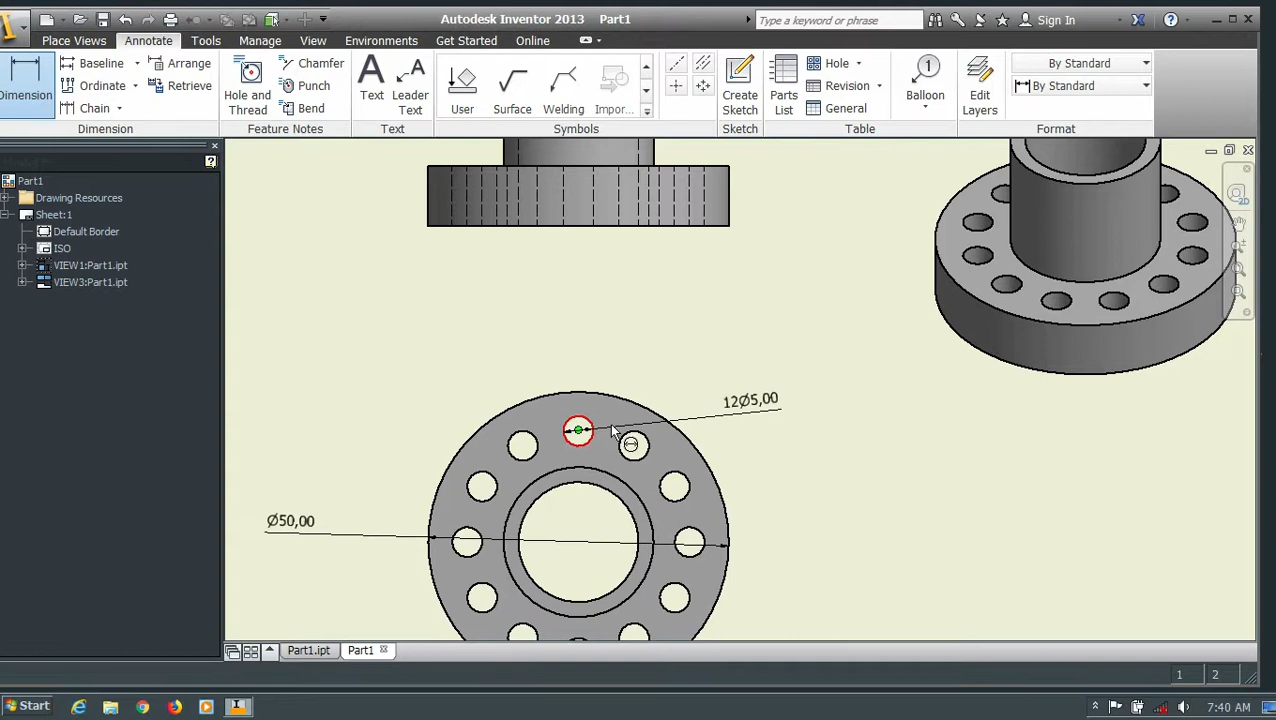 Autodesk Inventor 2013 Part1
Type a keyword or phrase
Sign In
Place Views
Annotate
Tools
Manage
View
Environments
Get Started
Online
Dimension
Baseline
Arrange
Ordinate
Retrieve
Chain
Dimension
Hole and
Thread
Chamfer
Punch
Bend
Feature Notes
Text
Leader
Text
Text
User
Surface
Welding
Impor...
Symbols
Create
Sketch
Sketch
Parts
List
Hole
Revision
General
Table
Balloon
Edit
Layers
By Standard
By Standard
Format
Part1
Drawing Resources
Sheet:1
Default Border
ISO
VIEW1:Part1.ipt
VIEW3:Part1.ipt
2D
12Ø5,00
Ø50,00
Part1.ipt
Part1
1 2
Start
7:40 AM